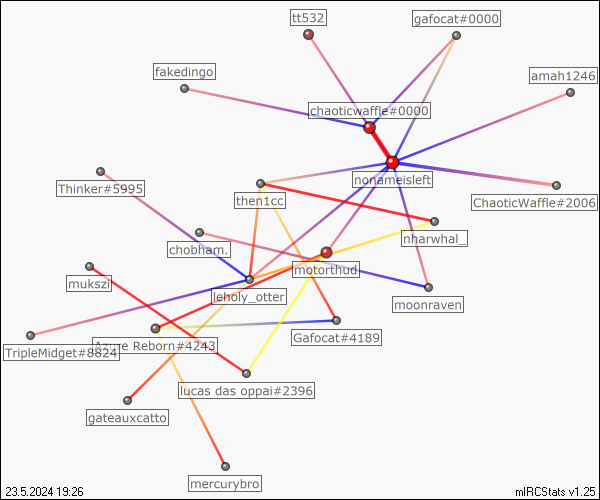 tt532
gafocat#0000
fakedingo
amah1246
chaoticwaffle#0000
nonameisleft
Thinker#5995
then1cc
ChaoticWaffle#2006
nharwhal_
chobham.
motorthud
mukszi
leholy_otter
moonraven
Gafocat#4189
Azure Reborn#4243
TripleMidget#8824
lucas das oppai#2396
gateauxcatto
mercurybro
23.5.2024 19:26
mIRCStats v1.25